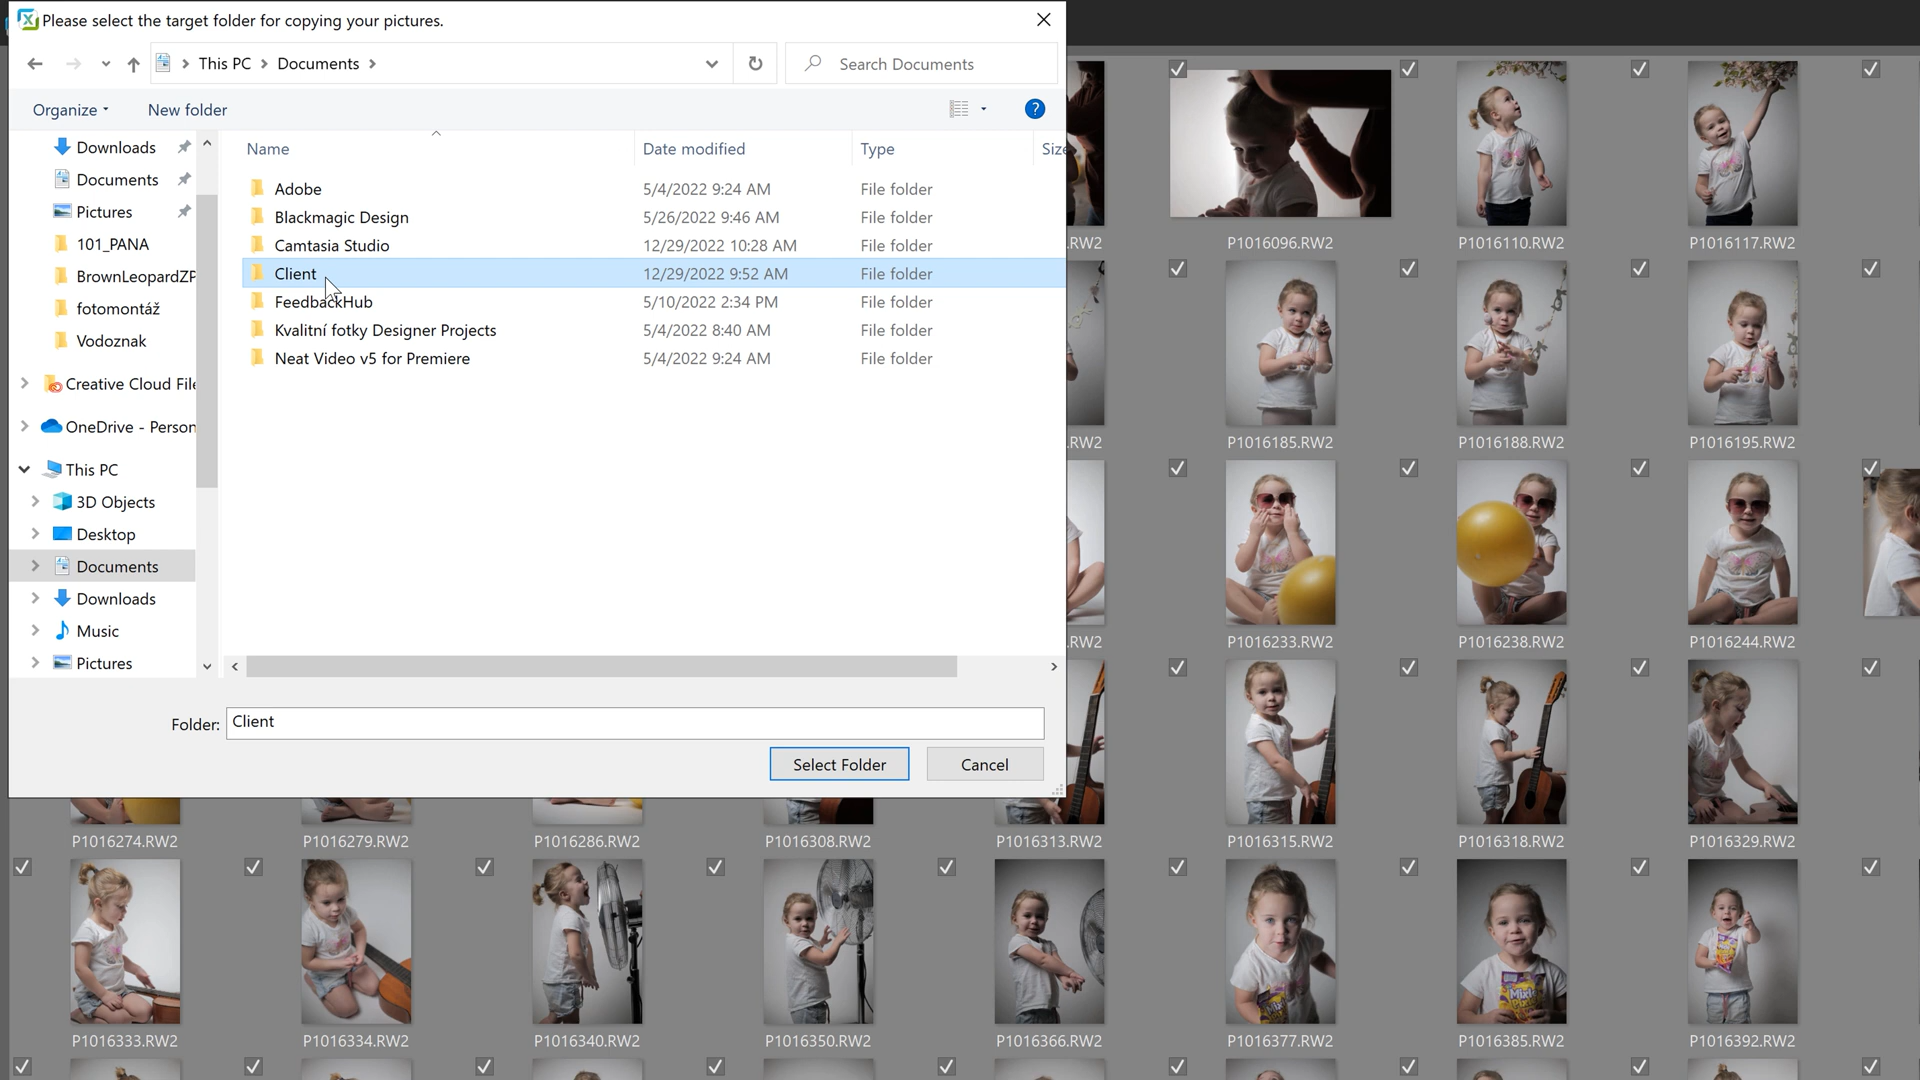 Please select the target folder for copying your pictures.
This PC > Documents >
Search Documents
Organize
New folder
?
Downloads
Documents
Pictures
101_PANA
BrownLeopardZP
fotomontáž
Vodoznak
Creative Cloud File
OneDrive - Person
This PC
3D Objects
Desktop
Documents
Downloads
Music
Pictures
Name Date modified Type Size
Adobe 5/4/2022 9:24 AM File folder
Blackmagic Design 5/26/2022 9:46 AM File folder
Camtasia Studio 12/29/2022 10:28 AM File folder
Client 12/29/2022 9:52 AM File folder
FeedbackHub 5/10/2022 2:34 PM File folder
Kvalitní fotky Designer Projects 5/4/2022 8:40 AM File folder
Neat Video v5 for Premiere 5/4/2022 9:24 AM File folder
Folder: Client
Select Folder
Cancel
.RW2 P1016096.RW2 P1016110.RW2 P1016117.RW2
.RW2 P1016185.RW2 P1016188.RW2 P1016195.RW2
.RW2 P1016233.RW2 P1016238.RW2 P1016244.RW2
P1016274.RW2 P1016279.RW2 P1016286.RW2 P1016308.RW2 P1016313.RW2 P1016315.RW2 P1016318.RW2 P1016329.RW2
P1016333.RW2 P1016334.RW2 P1016340.RW2 P1016350.RW2 P1016366.RW2 P1016377.RW2 P1016385.RW2 P1016392.RW2